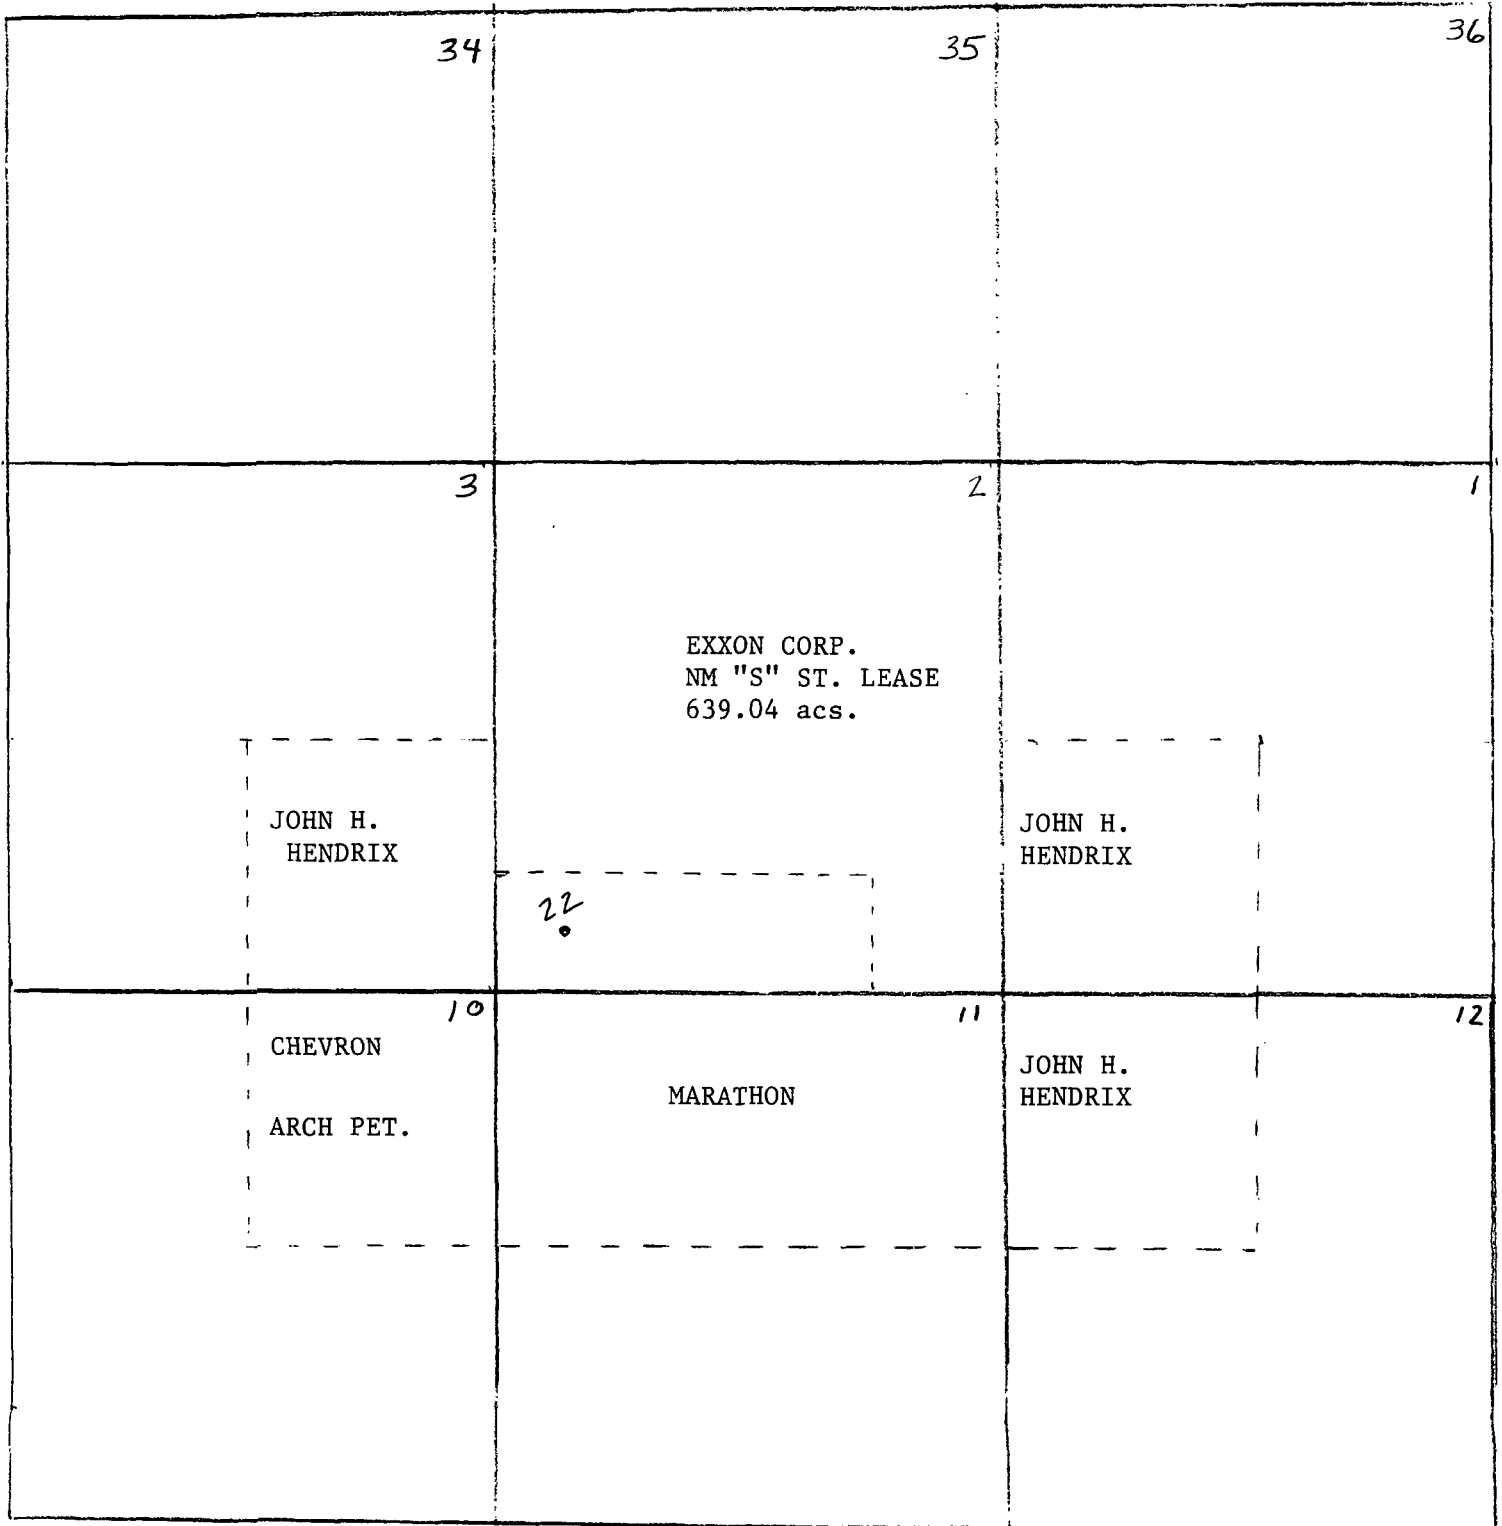 34
35
36
3
2
1
EXXON CORP.
NM "S" ST. LEASE
639.04 acs.
JOHN H.
HENDRIX
JOHN H.
HENDRIX
22
10
11
12
CHEVRON
ARCH PET.
MARATHON
JOHN H.
HENDRIX